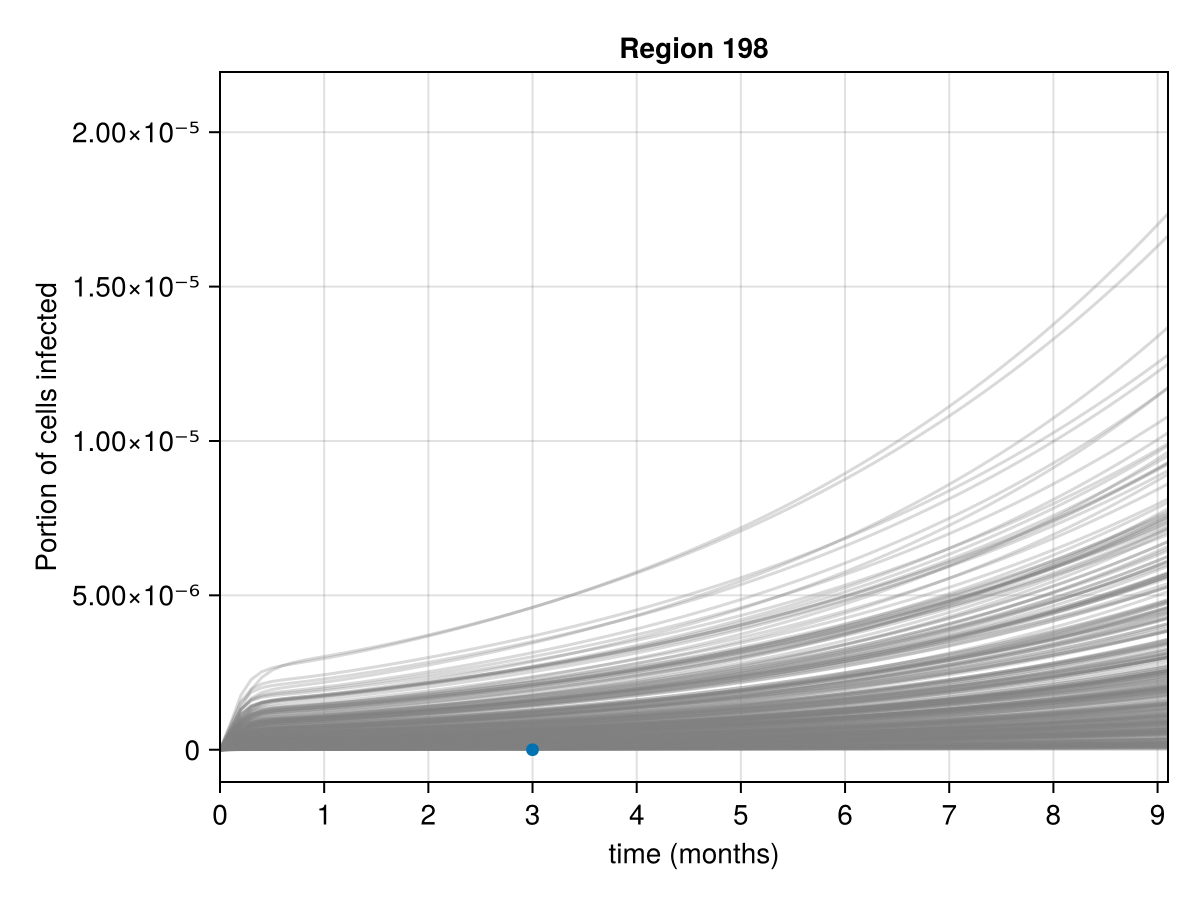 Region 198
2.00×10⁻⁵
1.50×10⁻⁵
1.00×10⁻⁵
5.00×10⁻⁶
0
Portion of cells infected
0 1 2 3 4 5 6 7 8 9
time (months)